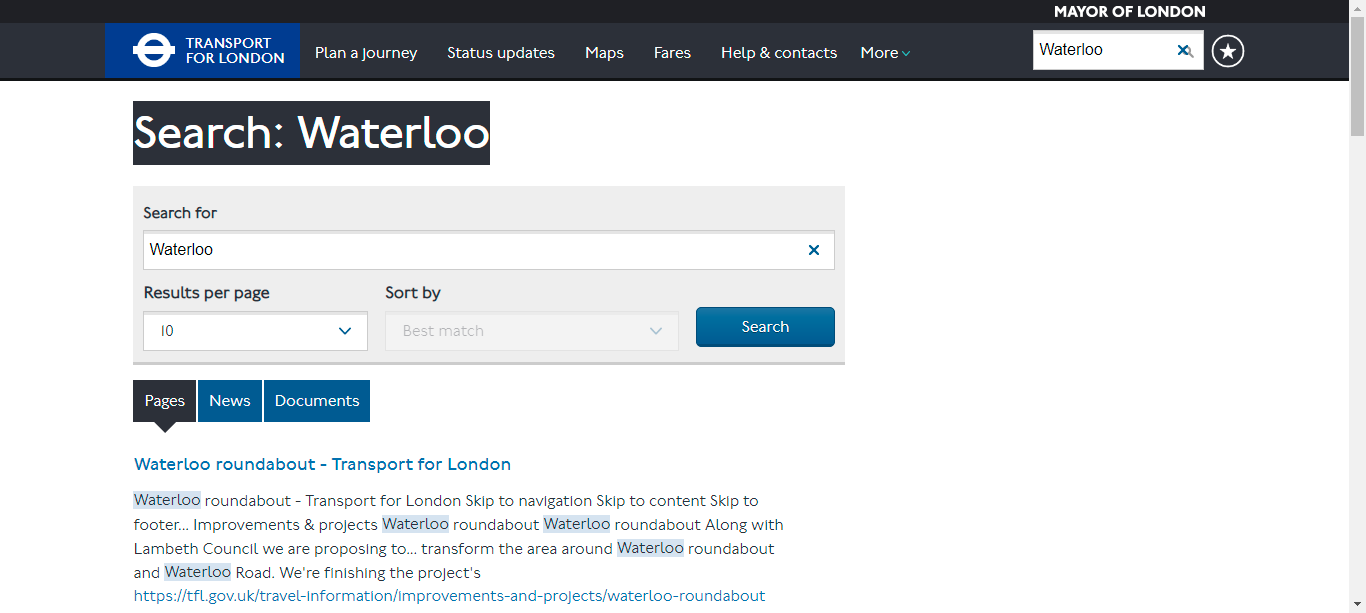 MAYOR OF LONDON
TRANSPORT
FOR LONDON
Plan a journey Status updates Maps Fares Help & contacts More
Waterloo
Search: Waterloo
Search for
Waterloo
Results per page Sort by
10 Best match Search
Pages News Documents
Waterloo roundabout - Transport for London
Waterloo roundabout - Transport for London Skip to navigation Skip to content Skip to
footer... Improvements & projects Waterloo roundabout Waterloo roundabout Along with
Lambeth Council we are proposing to... transform the area around Waterloo roundabout
and Waterloo Road. We're finishing the project's
https://tfl.gov.uk/travel-information/improvements-and-projects/waterloo-roundabout